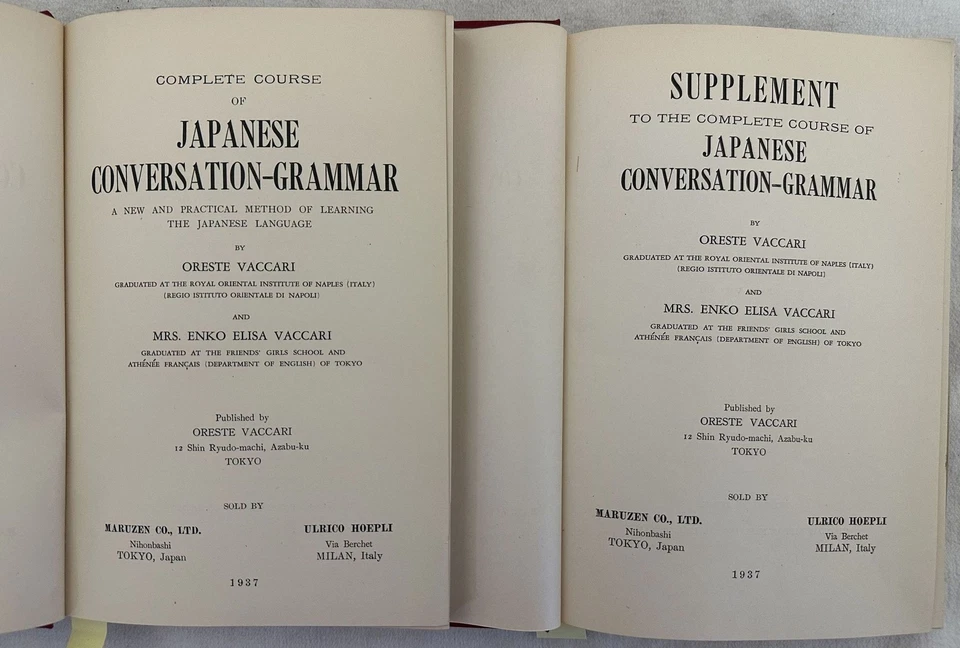 COMPLETE COURSE
OF
JAPANESE
CONVERSATION-GRAMMAR
A NEW AND PRACTICAL METHOD OF LEARNING
THE JAPANESE LANGUAGE
BY
ORESTE VACCARI
GRADUATED AT THE ROYAL ORIENTAL INSTITUTE OF NAPLES (ITALY)
(REGIO ISTITUTO ORIENTALE DI NAPOLI)
AND
MRS. ENKO ELISA VACCARI
GRADUATED AT THE FRIENDS' GIRLS SCHOOL AND
ATHÉNÉE FRANÇAIS (DEPARTMENT OF ENGLISH) OF TOKYO
Published by
ORESTE VACCARI
12 Shin Ryudo-machi, Azabu-ku
TOKYO
SOLD BY
MARUZEN CO., LTD.
Nihonbashi
TOKYO, Japan
ULRICO HOEPLI
Via Berchet
MILAN, Italy
1937
SUPPLEMENT
TO THE COMPLETE COURSE OF
JAPANESE
CONVERSATION-GRAMMAR
BY
ORESTE VACCARI
GRADUATED AT THE ROYAL ORIENTAL INSTITUTE OF NAPLES (ITALY)
(REGIO ISTITUTO ORIENTALE DI NAPOLI)
AND
MRS. ENKO ELISA VACCARI
GRADUATED AT THE FRIENDS' GIRLS SCHOOL AND
ATHÉNÉE FRANÇAIS (DEPARTMENT OF ENGLISH) OF TOKYO
Published by
ORESTE VACCARI
12 Shin Ryudo-machi, Azabu-ku
TOKYO
SOLD BY
MARUZEN CO., LTD.
Nihonbashi
TOKYO, Japan
ULRICO HOEPLI
Via Berchet
MILAN, Italy
1937